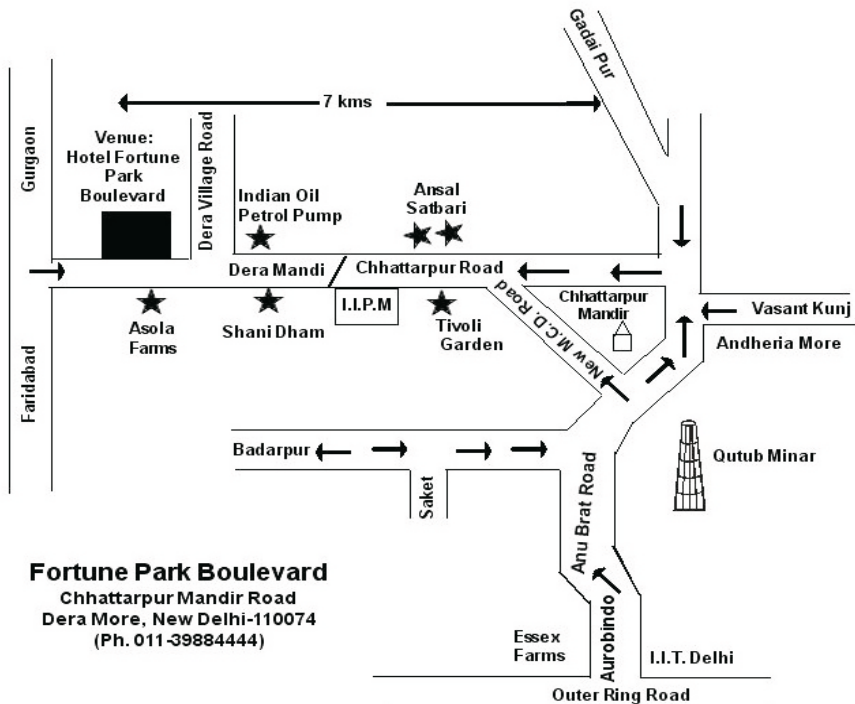 Gadai Pur
7 kms
Gurgaon
Venue:
Hotel Fortune
Park
Boulevard
Dera Village Road
Indian Oil
Petrol Pump
Ansal
Satbari
Dera Mandi
Chhattarpur Road
Asola
Farms
Shani Dham
I.I.P.M
Tivoli
Garden
New M.C.D. Road
Chhattarpur
Mandir
Vasant Kunj
Andheria More
Faridabad
Badarpur
Saket
Qutub Minar
Anu Brat Road
Fortune Park Boulevard
Chhattarpur Mandir Road
Dera More, New Delhi-110074
(Ph. 011-39884444)
Essex
Farms
Aurobindo
I.I.T. Delhi
Outer Ring Road